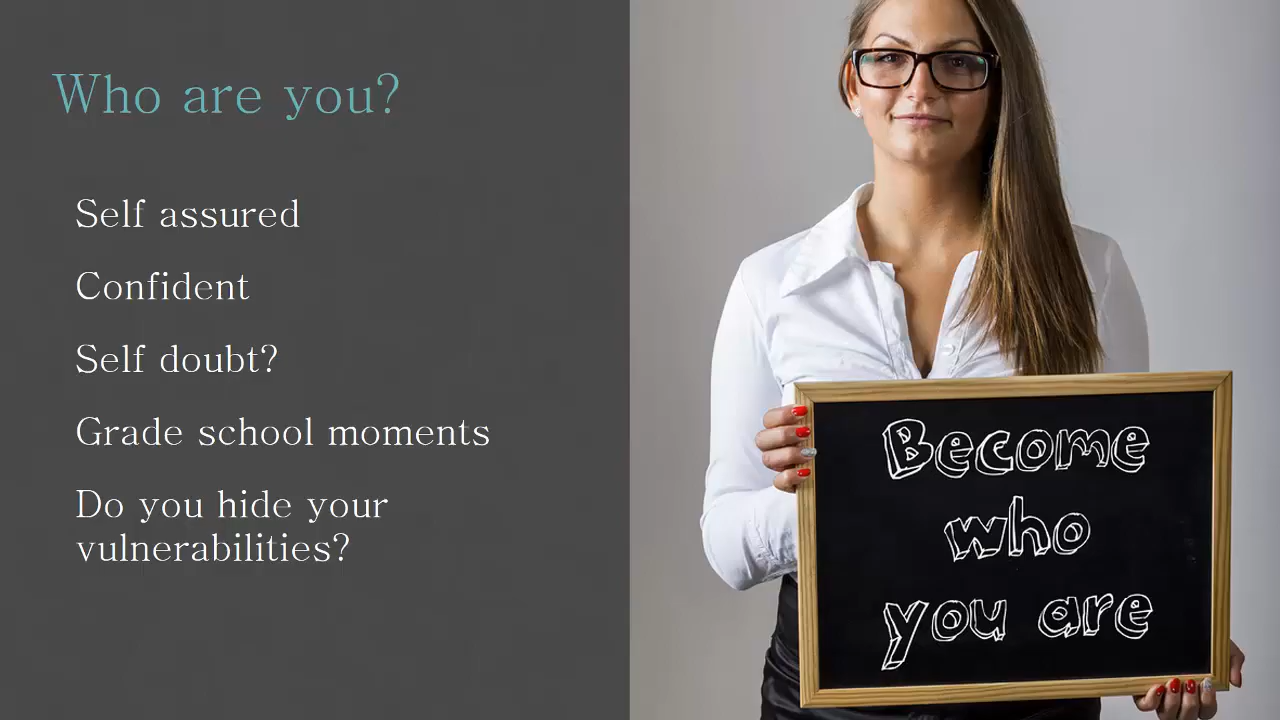 Who are you?
Self assured
Confident
Self doubt?
Grade school moments
Do you hide your
vulnerabilities?
Become
who
you are